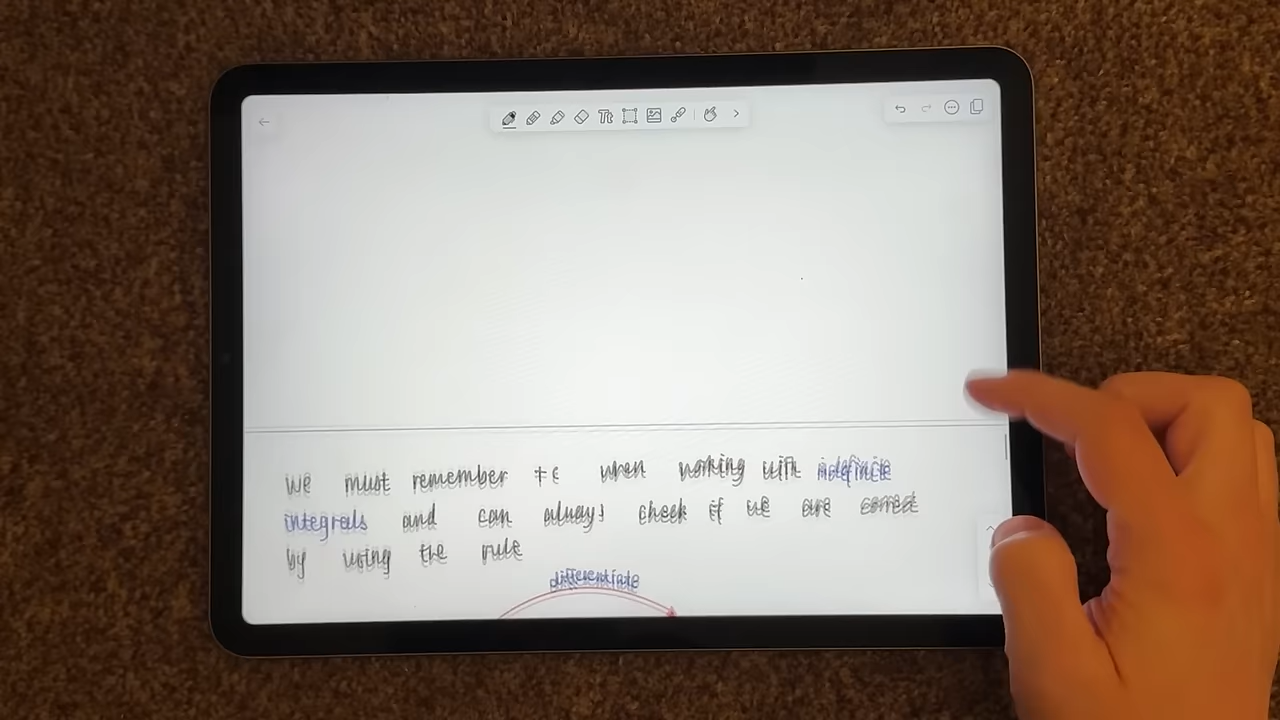 we must remember +c when working with indefinite
integrals and can always check if we are correct
by using the rule
differentiate